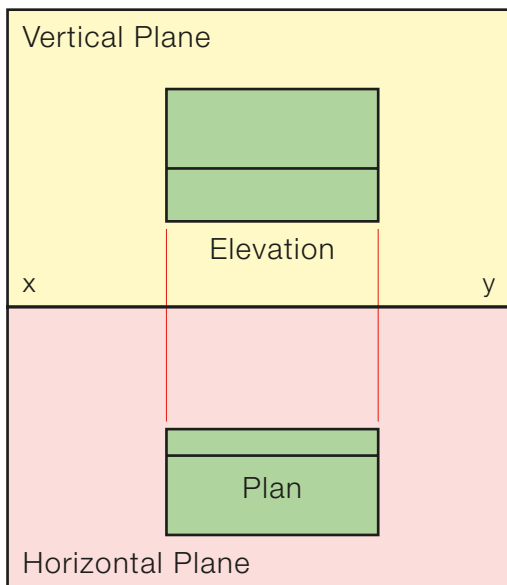 Vertical Plane
Elevation
x y
Plan
Horizontal Plane